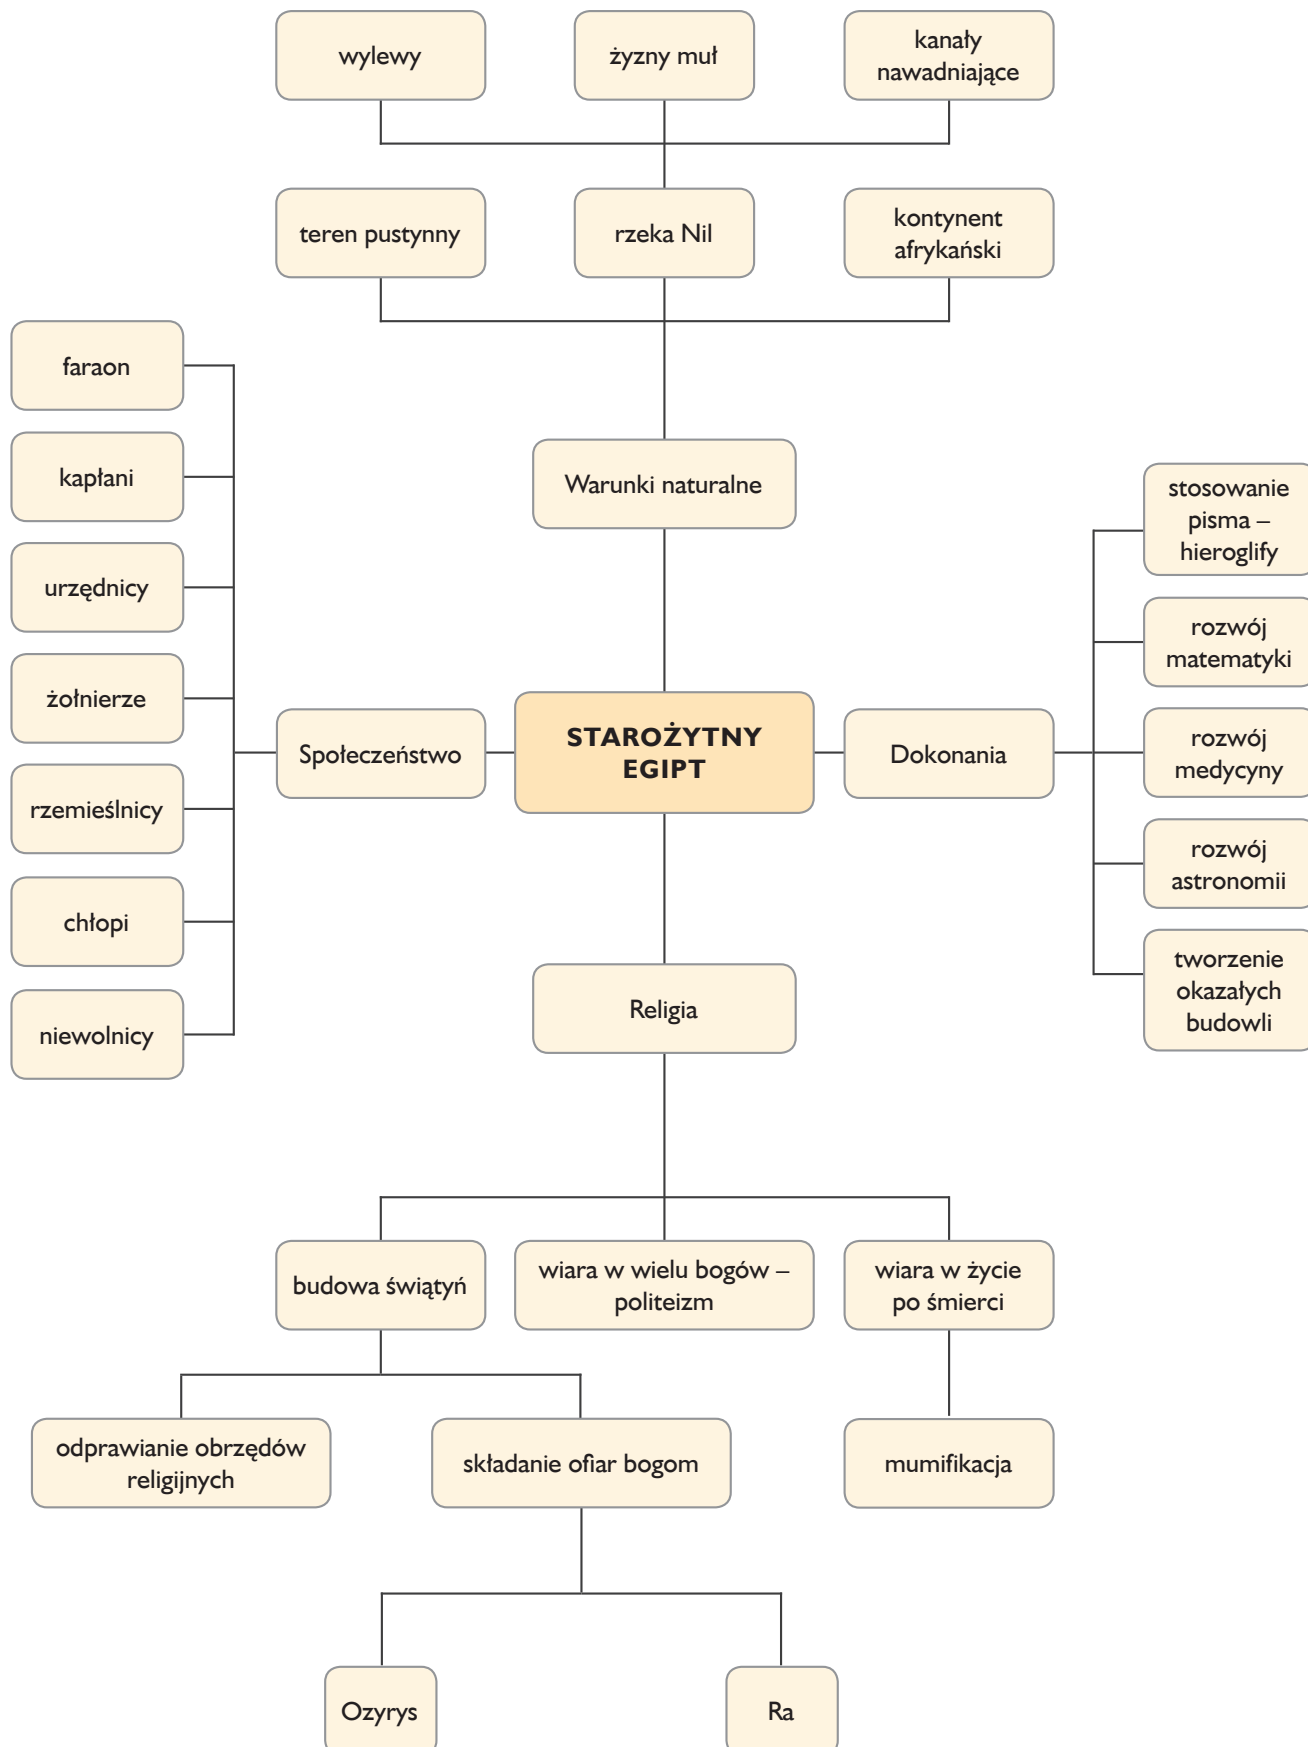 wylewy
żyzny muł
kanały
nawadniające
teren pustynny
rzeka Nil
kontynent
afrykański
faraon
kapłani
urzędnicy
żołnierze
rzemieślnicy
chłopi
niewolnicy
Warunki naturalne
Społeczeństwo
STAROŻYTNY
EGIPT
Dokonania
stosowanie
pisma –
hieroglify
rozwój
matematyki
rozwój
medycyny
rozwój
astronomii
tworzenie
okazałych
budowli
Religia
budowa świątyń
wiara w wielu bogów –
politeizm
wiara w życie
po śmierci
odprawianie obrzędów
religijnych
składanie ofiar bogom
mumifikacja
Ozyrys
Ra